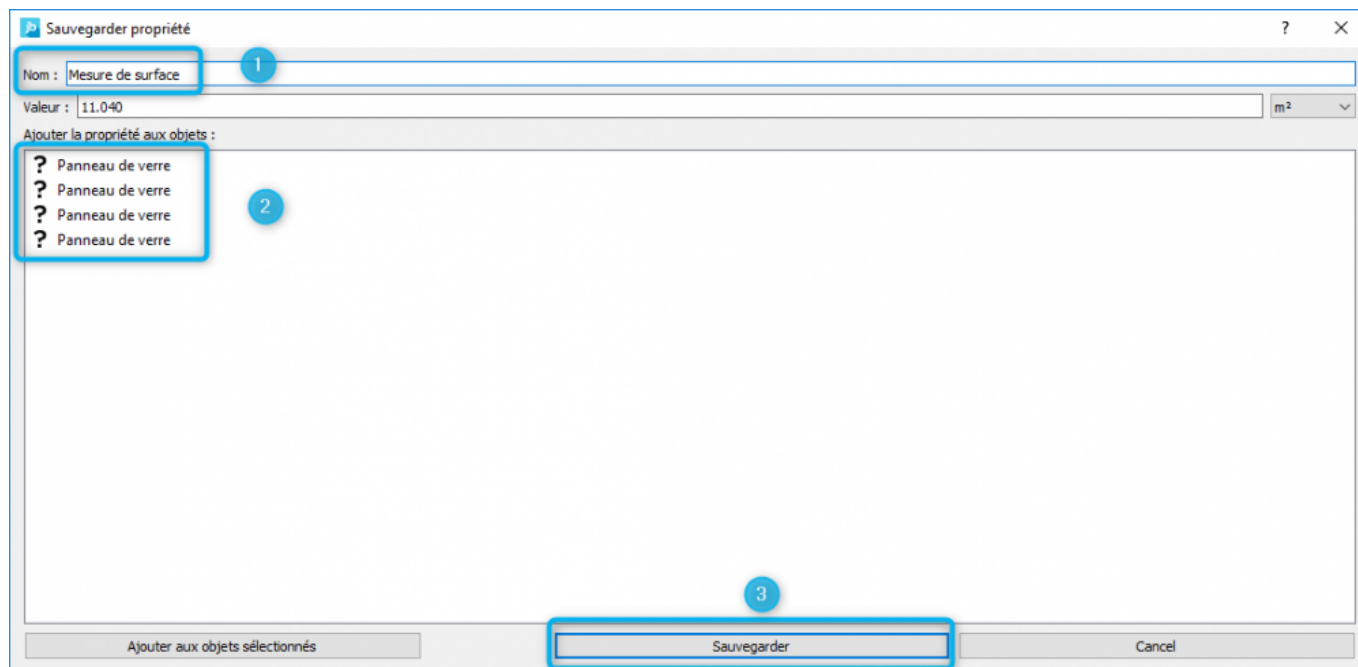 Sauvegarder propriété ?
Nom : Mesure de surface 1
Valeur : 11.040 m²
Ajouter la propriété aux objets :
? Panneau de verre
? Panneau de verre
2
? Panneau de verre
? Panneau de verre
3
Ajouter aux objets sélectionnés Sauvegarder Cancel